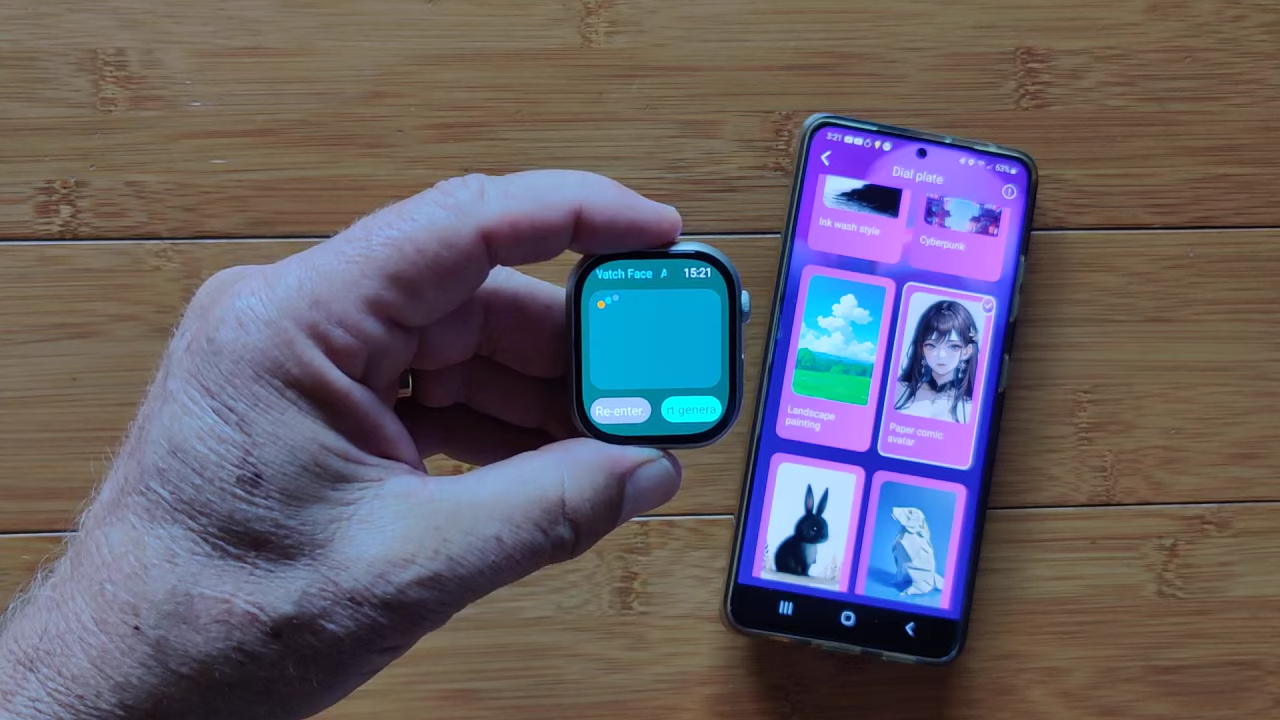 Vatch Face A 15:21
Re-enter.
rt genera
3:21
63%
Dial plate
Ink wash style
Cyberpunk
Landscape
painting
Paper comic
avatar